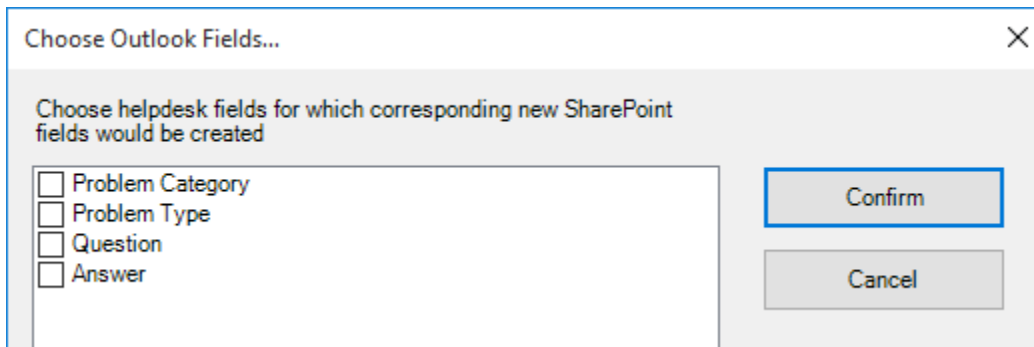 Choose Outlook Fields...
Choose helpdesk fields for which corresponding new SharePoint
fields would be created
Problem Category
Problem Type
Question
Answer
Confirm
Cancel